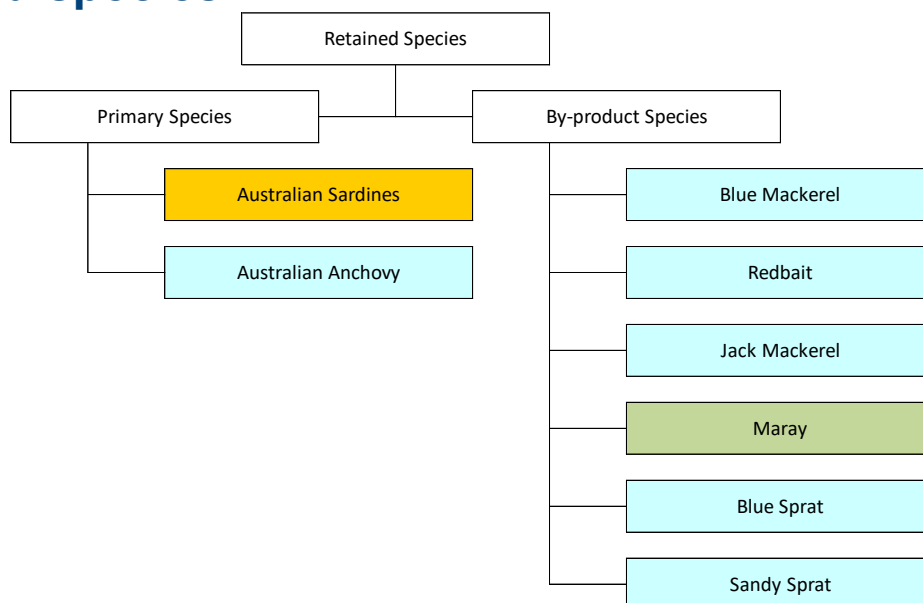 Retained Species
Primary Species
By-product Species
Australian Sardines
Blue Mackerel
Australian Anchovy
Redbait
Jack Mackerel
Maray
Blue Sprat
Sandy Sprat